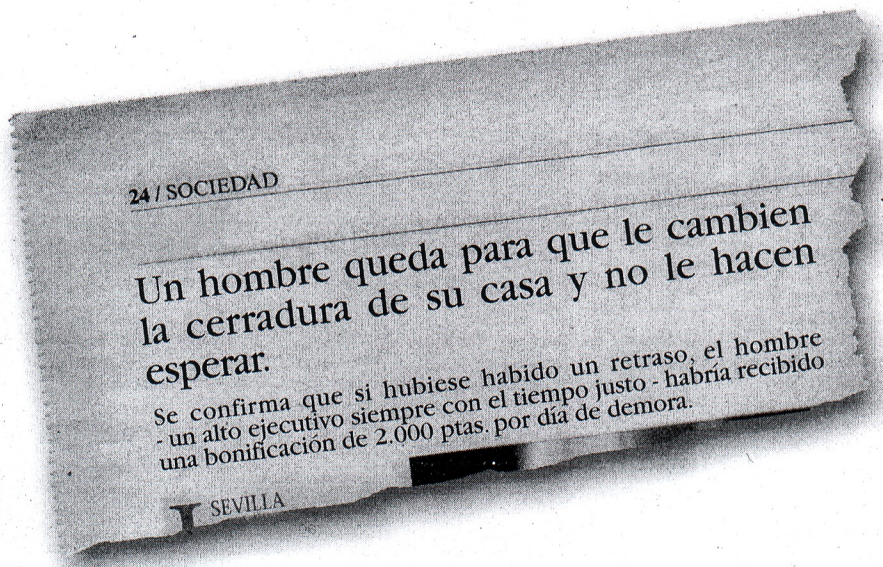 24 / SOCIEDAD
Un hombre queda para que le cambien
la cerradura de su casa y no le hacen
esperar.
Se confirma que si hubiese habido un retraso, el hombre
- un alto ejecutivo siempre con el tiempo justo - habría recibido
una bonificación de 2.000 ptas. por día de demora.
SEVILLA